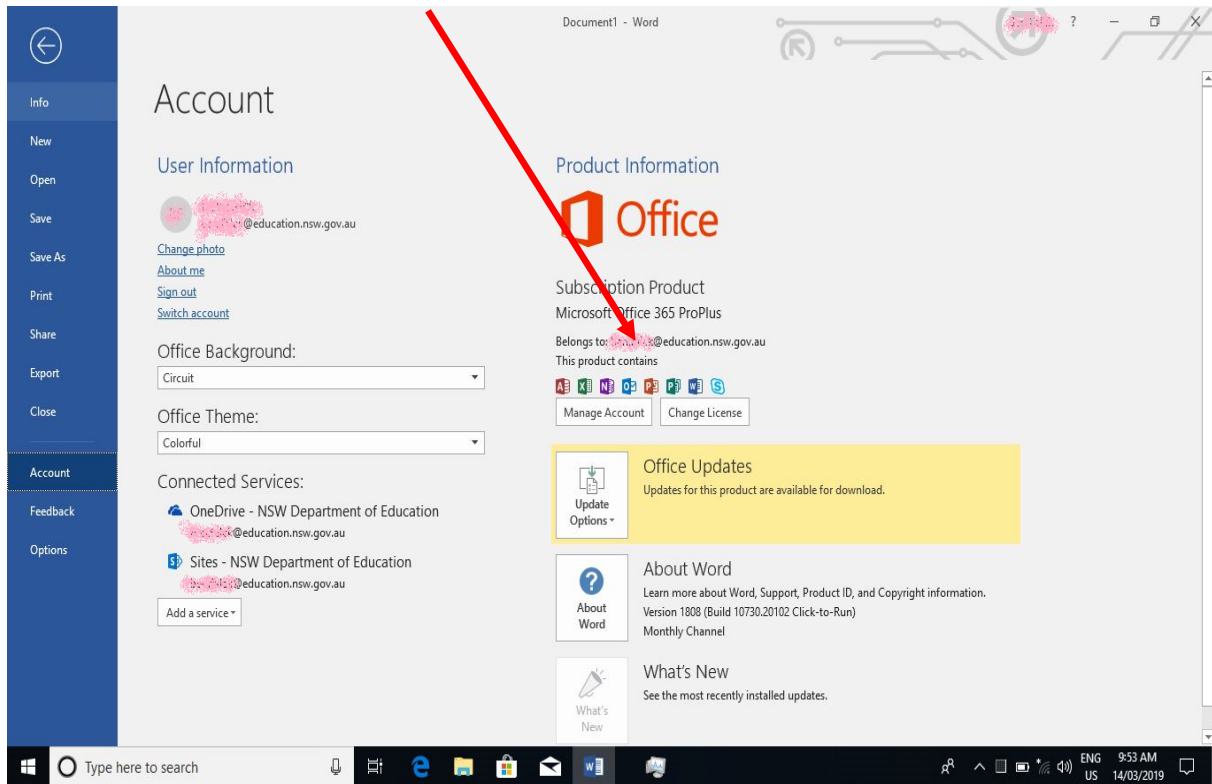 Document1 - Word
?
Info
New
Open
Save
Save As
Print
Share
Export
Close
Account
Feedback
Options
Account
User Information
@education.nsw.gov.au
Change photo
About me
Sign out
Switch account
Office Background:
Circuit
Office Theme:
Colorful
Connected Services:
OneDrive - NSW Department of Education
@education.nsw.gov.au
Sites - NSW Department of Education
@education.nsw.gov.au
Add a service
Product Information
Office
Subscription Product
Microsoft Office 365 ProPlus
Belongs to: @education.nsw.gov.au
This product contains
Manage Account
Change License
Update
Options
Office Updates
Updates for this product are available for download.
About
Word
About Word
Learn more about Word, Support, Product ID, and Copyright information.
Version 1808 (Build 10730.20102 Click-to-Run)
Monthly Channel
What's
New
What's New
See the most recently installed updates.
Type here to search
ENG
US
9:53 AM
14/03/2019